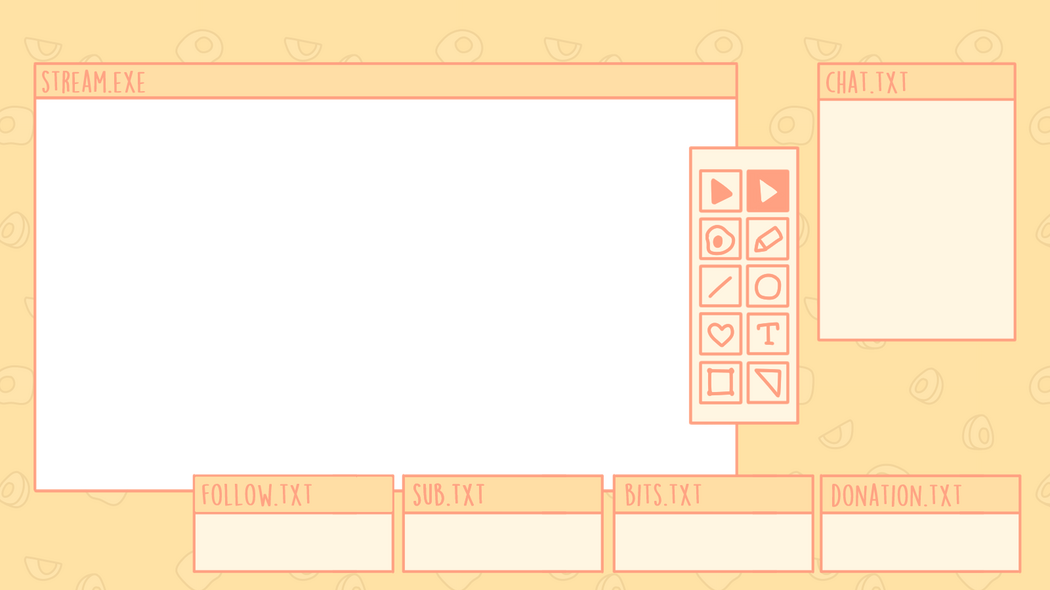 STREAM.EXE
CHAT.TXT
T
FOLLOW.TXT
SUB.TXT
BITS.TXT
DONATION.TXT